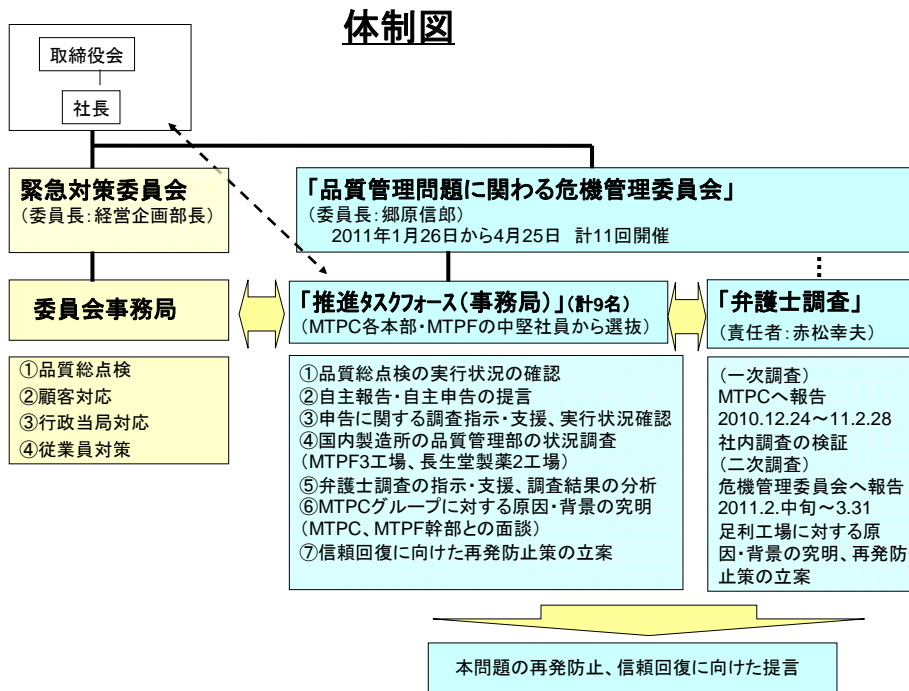 体制図
取締役会
社長
緊急対策委員会
（委員長：経営企画部長）
「品質管理問題に関わる危機管理委員会」
（委員長：郷原信郎）
2011年1月26日から4月25日　計11回開催
委員会事務局
「推進タスクフォース（事務局）」（計9名）
（MTPC各本部・MTPFの中堅社員から選抜）
「弁護士調査」
（責任者：赤松幸夫）
①品質総点検
②顧客対応
③行政当局対応
④従業員対策
①品質総点検の実行状況の確認
②自主報告・自主申告の提言
③申告に関する調査指示・支援、実行状況確認
④国内製造所の品質管理部の状況調査
（MTPF3工場、長生堂製薬2工場）
⑤弁護士調査の指示・支援、調査結果の分析
⑥MTPCグループに対する原因・背景の究明
（MTPC、MTPF幹部との面談）
⑦信頼回復に向けた再発防止策の立案
（一次調査）
MTPCへ報告
2010.12.24～11.2.28
社内調査の検証
（二次調査）
危機管理委員会へ報告
2011.2.中旬～3.31
足利工場に対する原
因・背景の究明、再発防
止策の立案
本問題の再発防止、信頼回復に向けた提言